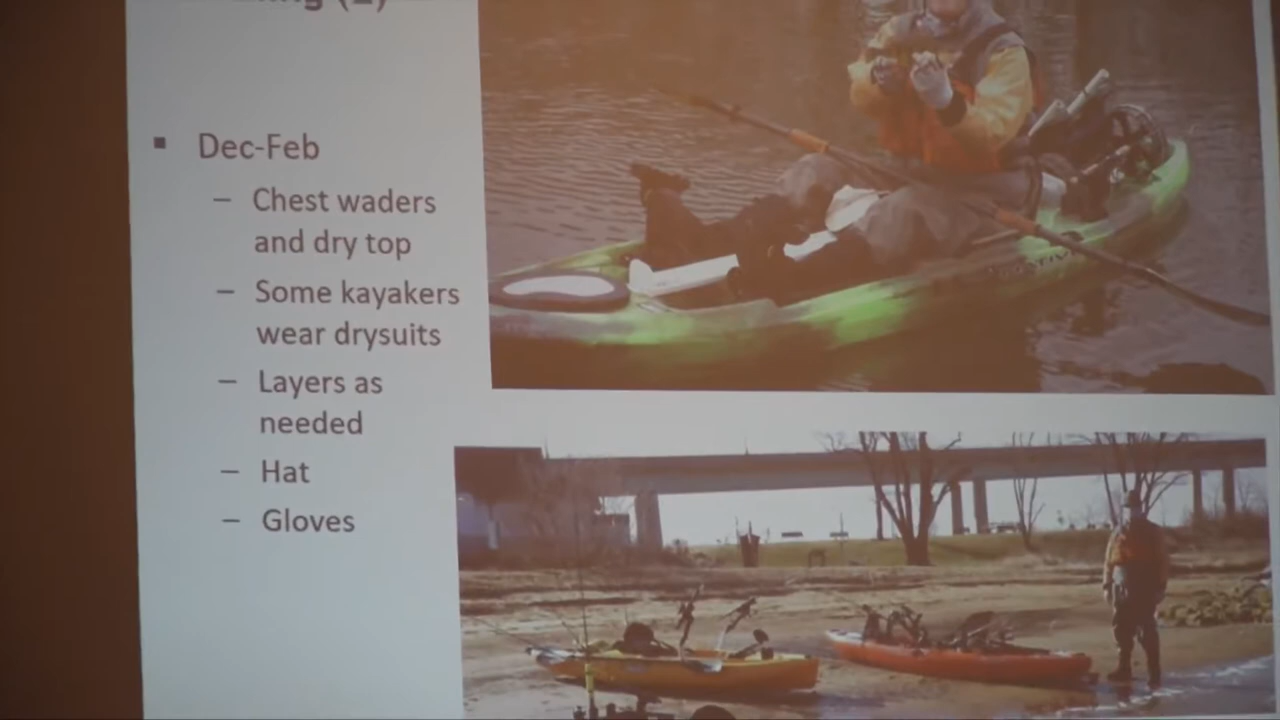 ▪ Dec-Feb
– Chest waders
and dry top
– Some kayakers
wear drysuits
– Layers as
needed
– Hat
– Gloves